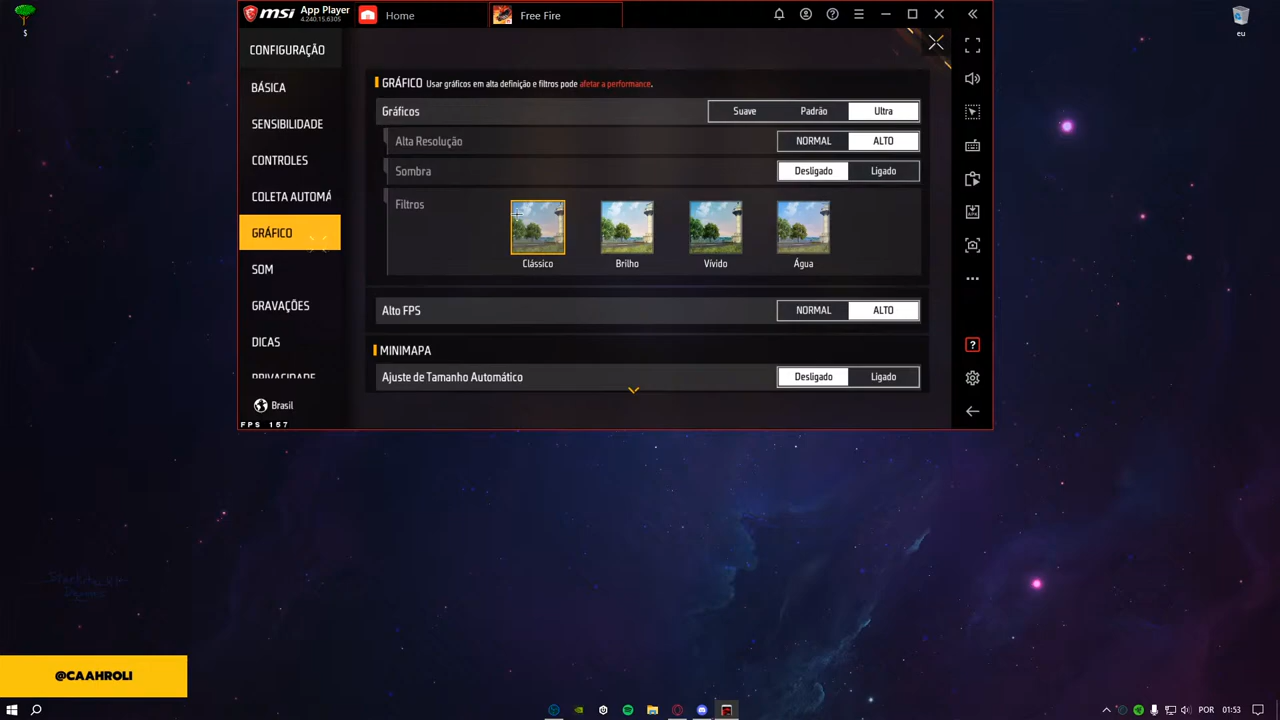 msi App Player
4.240.15.6305
Home
Free Fire
S
eu
CONFIGURAÇÃO
BÁSICA
SENSIBILIDADE
CONTROLES
COLETA AUTOMÁ
GRÁFICO
SOM
GRAVAÇÕES
DICAS
PRIVACIDADE
Brasil
FPS 157
GRÁFICO Usar gráficos em alta definição e filtros pode afetar a performance.
Gráficos Suave Padrão Ultra
Alta Resolução NORMAL ALTO
Sombra Desligado Ligado
Filtros
Clássico Brilho Vívido Água
Alto FPS NORMAL ALTO
MINIMAPA
Ajuste de Tamanho Automático Desligado Ligado
@CAAHROLI
POR 01:53